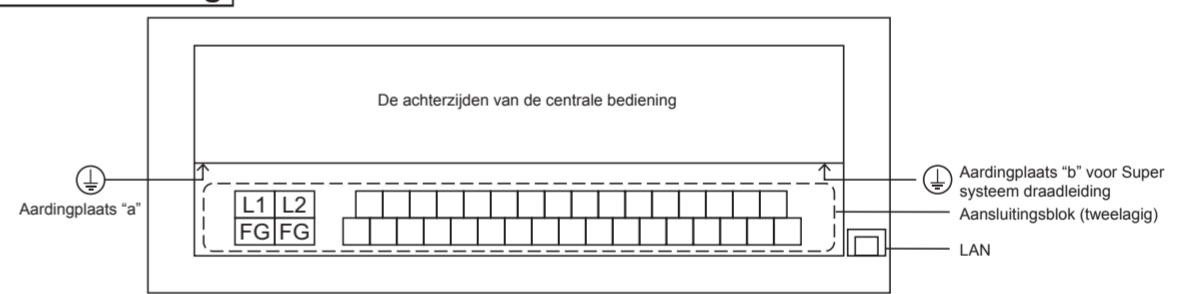 De achterzijden van de centrale bediening
Aardingplaats “a”
L1 L2
FG FG
Aardingplaats “b” voor Super
systeem draadleiding
Aansluitingsblok (tweelagig)
LAN